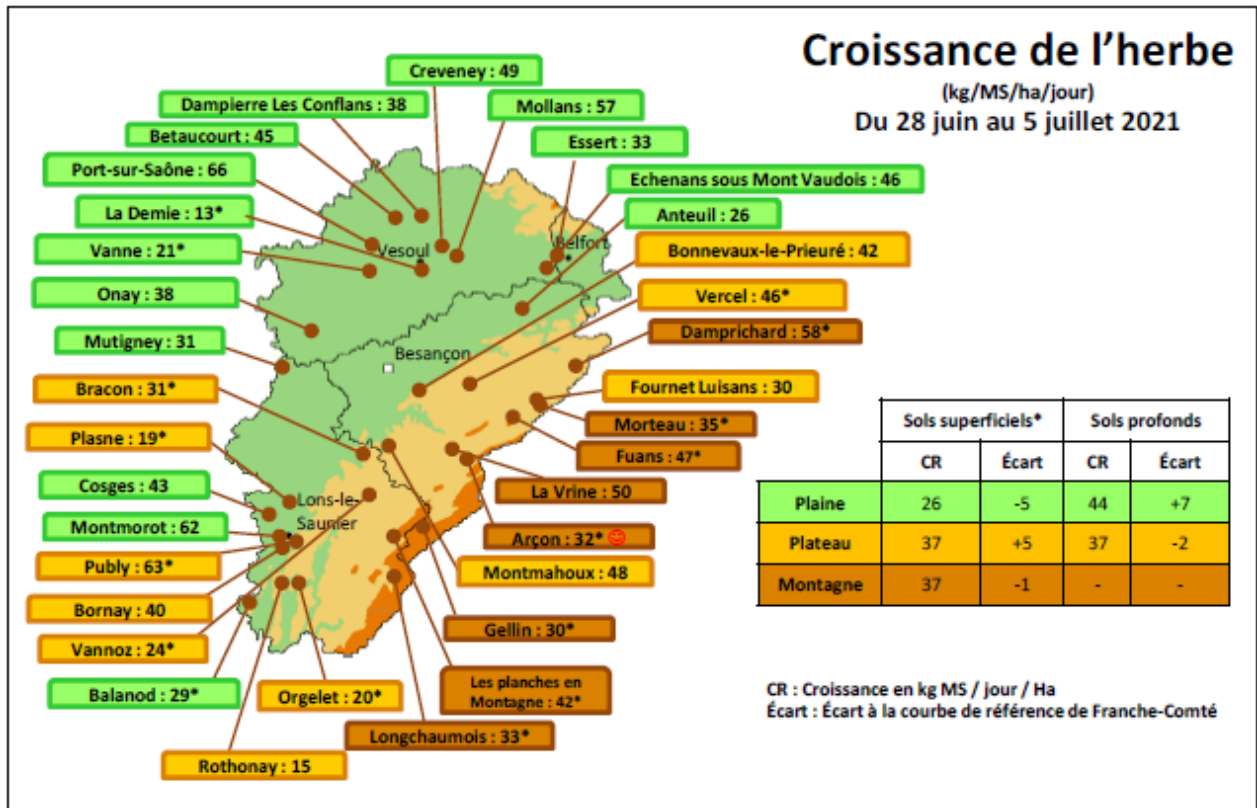 Croissance de l'herbe
(kg/MS/ha/jour)
Du 28 juin au 5 juillet 2021
Creveney : 49
Dampierre Les Conflans : 38
Mollans : 57
Betaucourt : 45
Essert : 33
Port-sur-Saône : 66
Echenans sous Mont Vaudois : 46
La Demie : 13*
Anteuil : 26
Vanne : 21*
Vesoul
Belfort
Bonnevaux-le-Prieuré : 42
Onay : 38
Vercel : 46*
Mutigney : 31
Damprichard : 58*
Besançon
Bracon : 31*
Fournet Luisans : 30
Plasne : 19*
Morteau : 35*
Fuans : 47*
Cosges : 43
La Vrine : 50
Lons-le-
Saunier
Montmorot : 62
Arçon : 32*
Publy : 63*
Montmahoux : 48
Bornay : 40
Gellin : 30*
Vannoz : 24*
Les planches en
Montagne : 42*
Balanod : 29*
Orgelet : 20*
Longchaumois : 33*
Rothonay : 15
Sols superficiels* Sols profonds
CR Écart CR Écart
Plaine 26 -5 44 +7
Plateau 37 +5 37 -2
Montagne 37 -1 - -
CR : Croissance en kg MS / jour / Ha
Écart : Écart à la courbe de référence de Franche-Comté